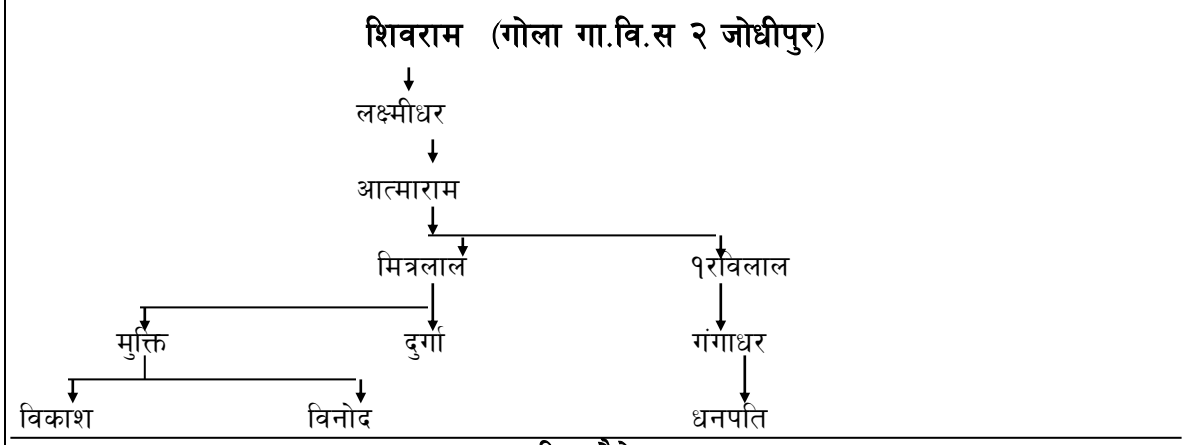 शिवराम (गोला गा.वि.स २ जोधीपुर)
लक्ष्मीधर
आत्माराम
मित्रलाल १रविलाल
मुक्ति दुर्गा गंगाधर
विकाश विनोद धनपति